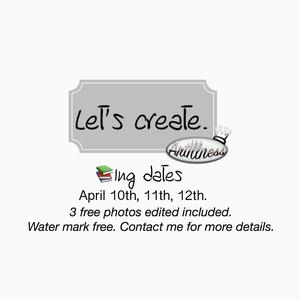 Let's create.
Artillness
📚ing dates
April 10th, 11th, 12th.
3 free photos edited included.
Water mark free. Contact me for more details.